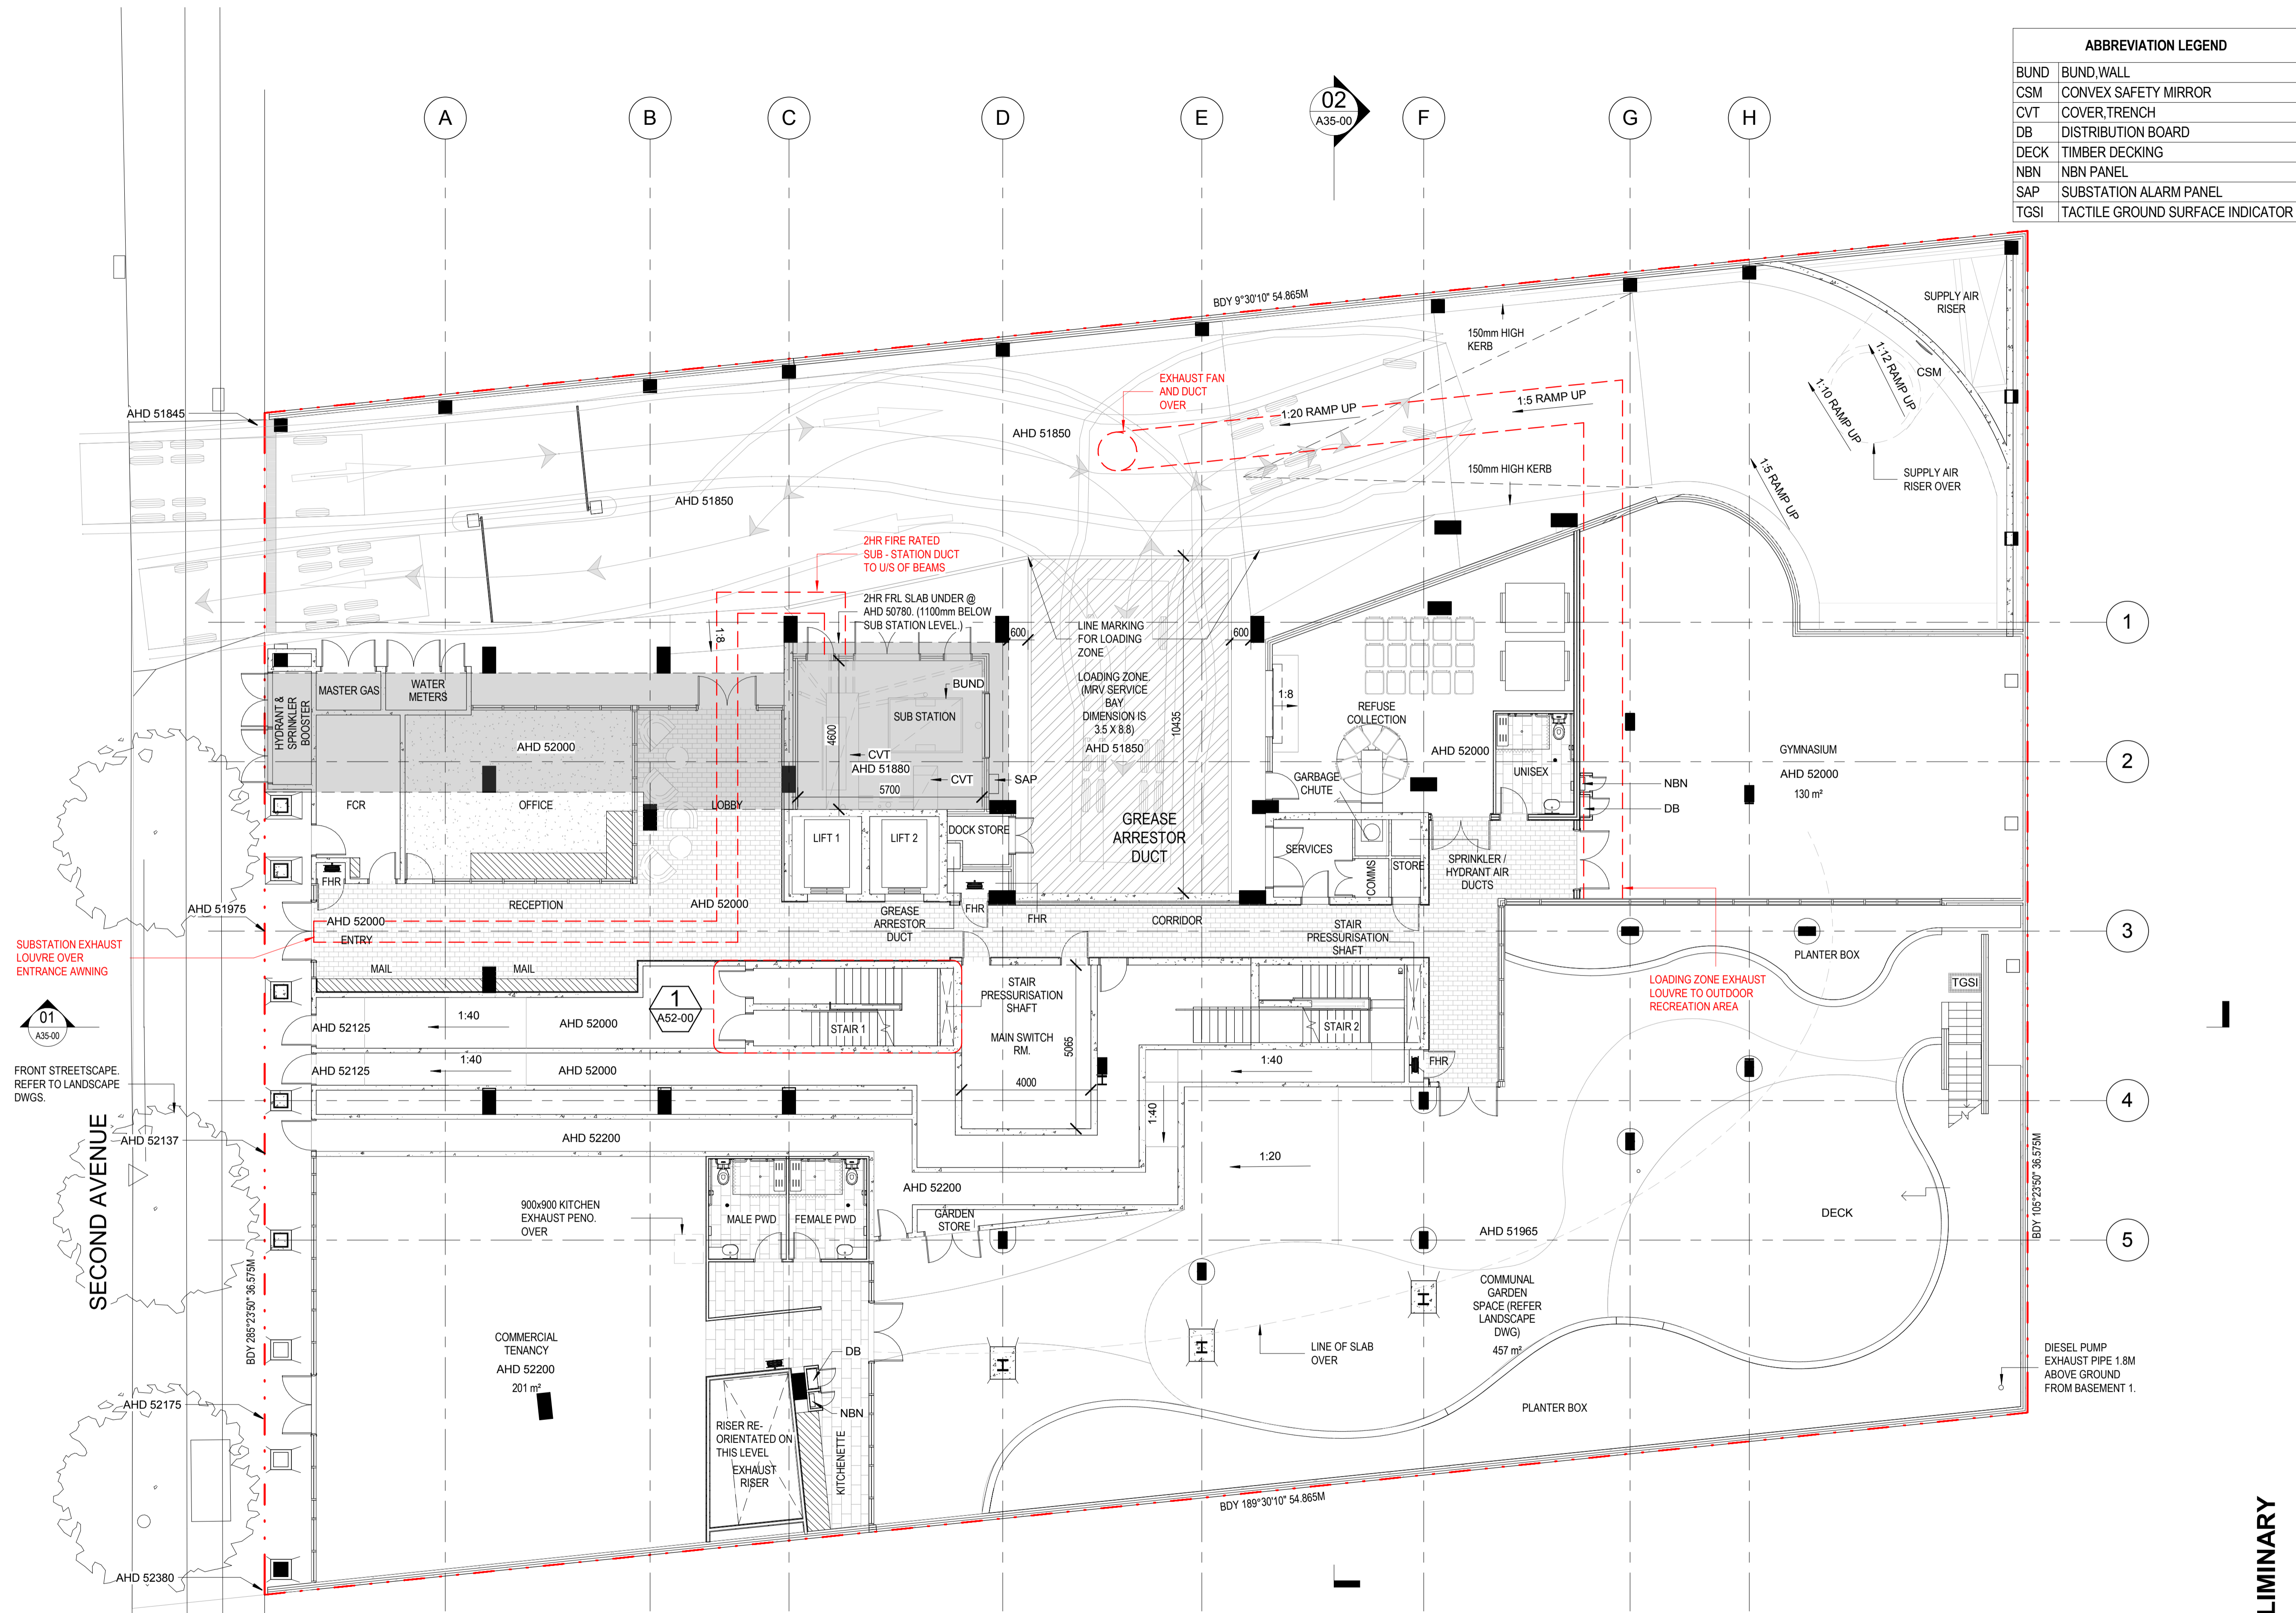 ABBREVIATION LEGEND
BUND BUND,WALL
CSM CONVEX SAFETY MIRROR
CVT COVER,TRENCH
DB DISTRIBUTION BOARD
DECK TIMBER DECKING
NBN NBN PANEL
SAP SUBSTATION ALARM PANEL
TGSI TACTILE GROUND SURFACE INDICATOR
02
A35-00
A
B
C
D
E
F
G
H
BDY 9°30'10" 54.865M
SUPPLY AIR
RISER
150mm HIGH
KERB
1:12 RAMP UP
CSM
1:10 RAMP UP
EXHAUST FAN
AND DUCT
OVER
1:5 RAMP UP
1:20 RAMP UP
AHD 51845
AHD 51850
150mm HIGH KERB
1:5 RAMP UP
SUPPLY AIR
RISER OVER
AHD 51850
2HR FIRE RATED
SUB - STATION DUCT
TO U/S OF BEAMS
2HR FRL SLAB UNDER @
AHD 50780. (1100mm BELOW
SUB STATION LEVEL.)
1:8
600
LINE MARKING
FOR LOADING
ZONE
600
1
LOADING ZONE.
(MRV SERVICE
BAY
DIMENSION IS
3.5 X 8.8)
AHD 51850
10435
HYDRANT &
SPRINKLER
BOOSTER
MASTER GAS
WATER
METERS
BUND
SUB STATION
4600
1:8
REFUSE
COLLECTION
AHD 52000
CVT
AHD 51880
CVT
SAP
5700
AHD 52000
GYMNASIUM
AHD 52000
130 m²
2
UNISEX
NBN
DB
GARBAGE
CHUTE
FCR
OFFICE
LOBBY
LIFT 1
LIFT 2
DOCK STORE
GREASE
ARRESTOR
DUCT
SERVICES
COMMS
STORE
SPRINKLER /
HYDRANT AIR
DUCTS
FHR
AHD 51975
RECEPTION
AHD 52000
GREASE
ARRESTOR
DUCT
FHR
FHR
CORRIDOR
STAIR
PRESSURISATION
SHAFT
AHD 52000
ENTRY
3
SUBSTATION EXHAUST
LOUVRE OVER
ENTRANCE AWNING
MAIL
MAIL
PLANTER BOX
LOADING ZONE EXHAUST
LOUVRE TO OUTDOOR
RECREATION AREA
TGSI
01
A35-00
1
A52-00
STAIR
PRESSURISATION
SHAFT
MAIN SWITCH
RM.
5065
4000
AHD 52125
1:40
AHD 52000
STAIR 1
STAIR 2
AHD 52125
1:40
AHD 52000
1:40
FHR
FRONT STREETSCAPE.
REFER TO LANDSCAPE
DWGS.
1:40
4
SECOND AVENUE
AHD 52137
AHD 52200
1:20
AHD 52200
BDY 105°23'50" 36.575M
900x900 KITCHEN
EXHAUST PENO.
OVER
MALE PWD
FEMALE PWD
GARDEN
STORE
DECK
AHD 51965
5
BDY 285°23'50" 36.575M
COMMUNAL
GARDEN
SPACE (REFER
LANDSCAPE
DWG)
457 m²
COMMERCIAL
TENANCY
AHD 52200
201 m²
LINE OF SLAB
OVER
DB
DIESEL PUMP
EXHAUST PIPE 1.8M
ABOVE GROUND
FROM BASEMENT 1.
AHD 52175
NBN
PLANTER BOX
RISER RE-
ORIENTATED ON
THIS LEVEL
EXHAUST
RISER
KITCHENETTE
BDY 189°30'10" 54.865M
AHD 52380
LIMINARY